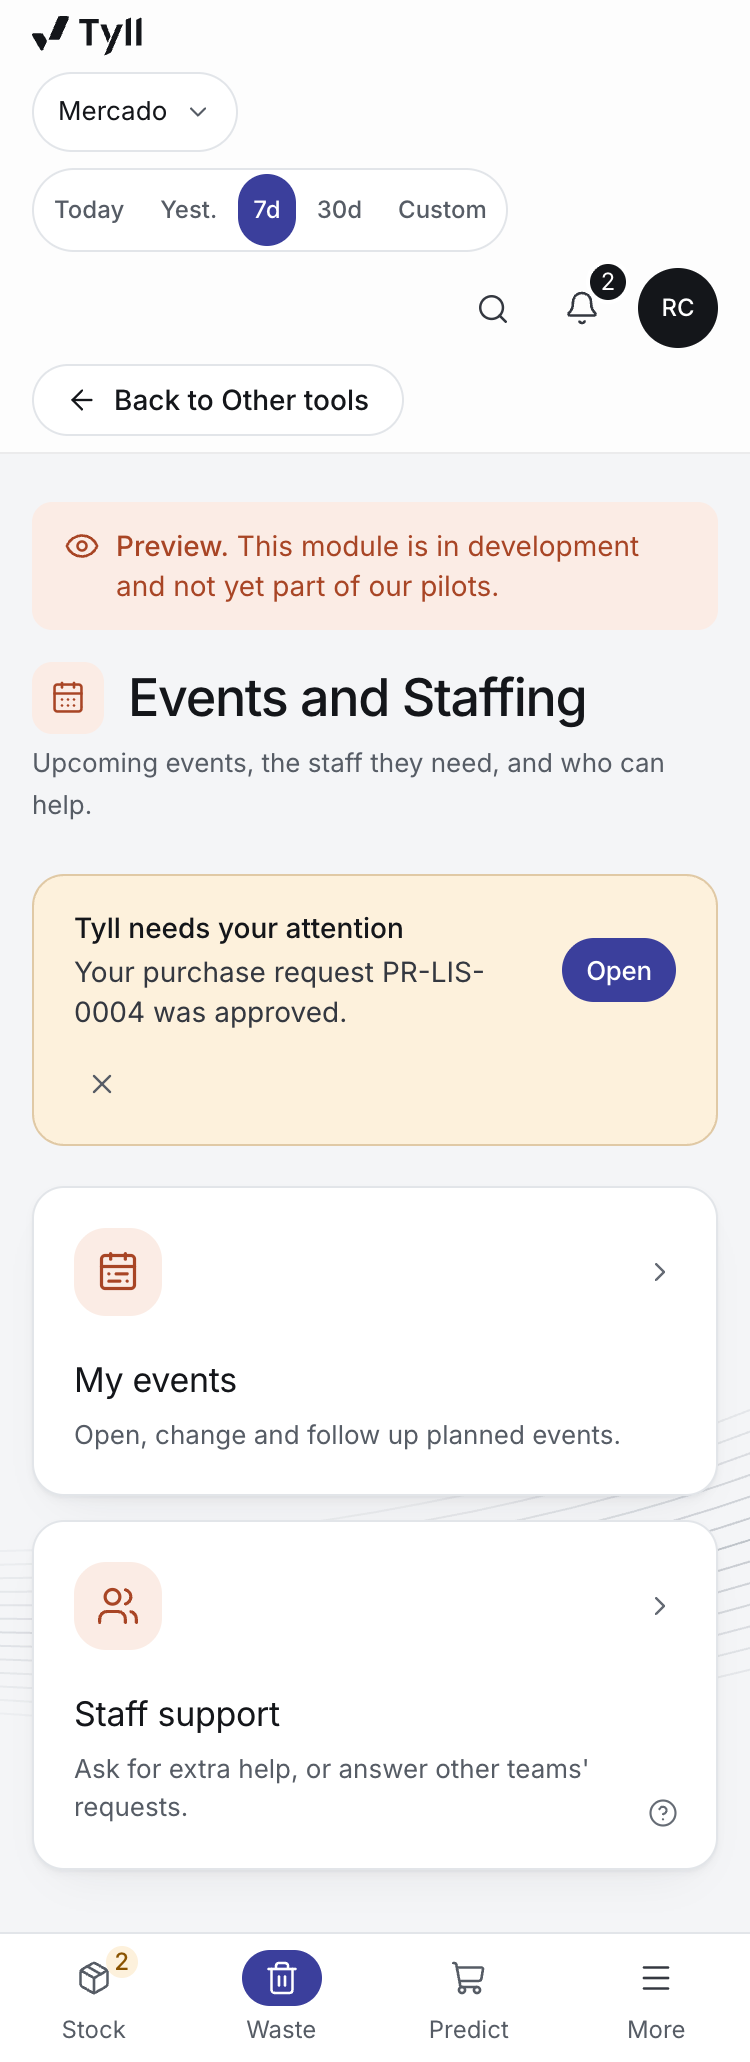 Tyll
Mercado
Today Yest. 7d 30d Custom
2
RC
Back to Other tools
Preview. This module is in development
and not yet part of our pilots.
Events and Staffing
Upcoming events, the staff they need, and who can
help.
Tyll needs your attention
Your purchase request PR-LIS-
0004 was approved.
Open
My events
Open, change and follow up planned events.
Staff support
Ask for extra help, or answer other teams'
requests.
2
Stock Waste Predict More